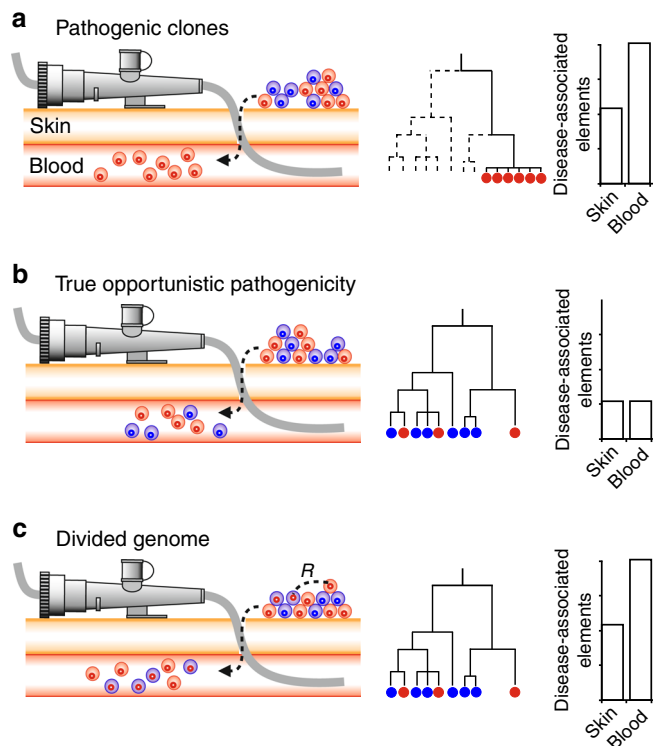 a
Pathogenic clones
Skin
Blood
Disease-associated
elements
Skin
Blood
b
True opportunistic pathogenicity
Disease-associated
elements
Skin
Blood
c
Divided genome
R
Disease-associated
elements
Skin
Blood